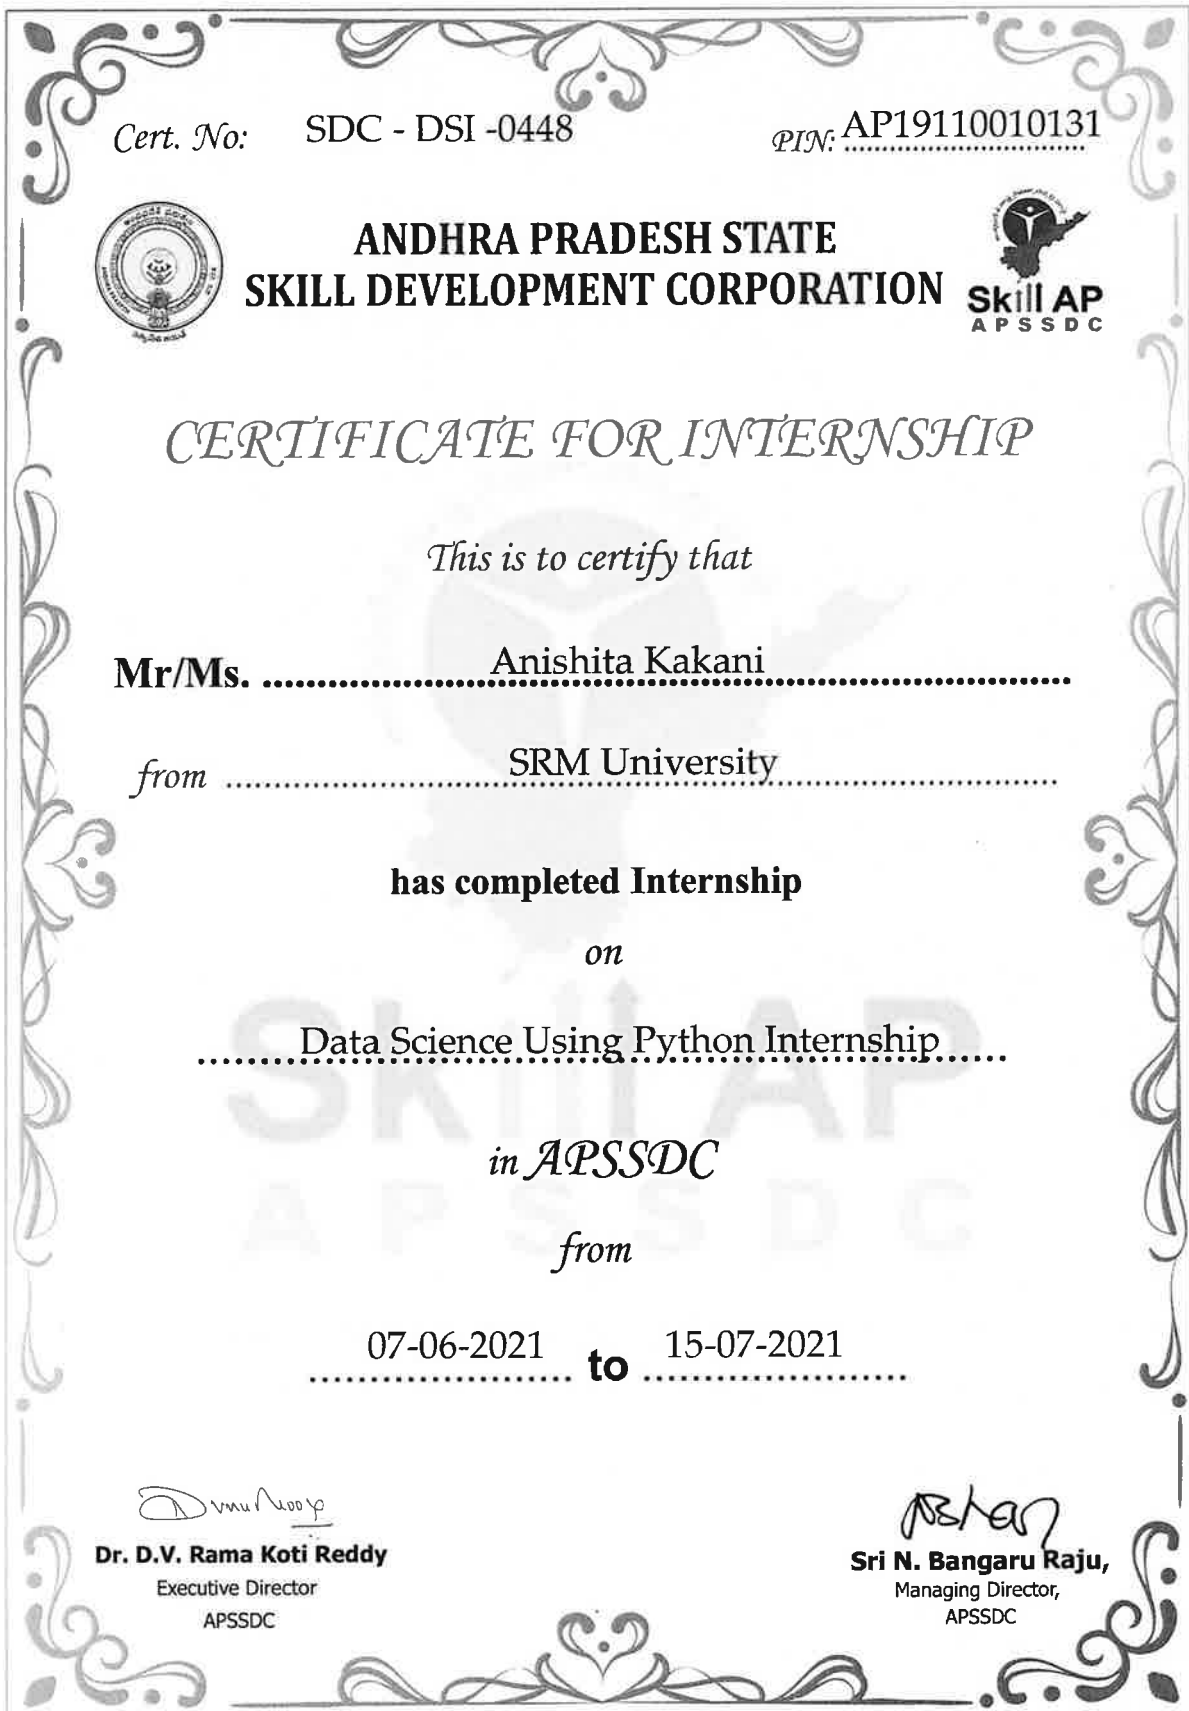 Cert. No: SDC - DSI -0448 PIN: AP19110010131
ANDHRA PRADESH STATE
SKILL DEVELOPMENT CORPORATION
Skill AP
APSSDC
CERTIFICATE FOR INTERNSHIP
This is to certify that
Mr/Ms. Anishita Kakani
from SRM University
has completed Internship
on
Data Science Using Python Internship
in APSSDC
from
07-06-2021 to 15-07-2021
Skill AP
APSSDC
Dr. D.V. Rama Koti Reddy
Executive Director
APSSDC
Sri N. Bangaru Raju,
Managing Director,
APSSDC